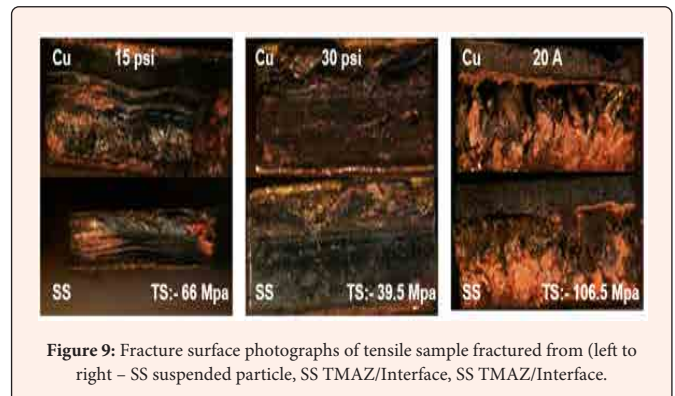 Cu 15 psi
Cu 30 psi
Cu 20 A
SS TS:- 66 Mpa
SS TS:- 39.5 Mpa
SS TS:- 106.5 Mpa
Figure 9: Fracture surface photographs of tensile sample fractured from (left to
right – SS suspended particle, SS TMAZ/Interface, SS TMAZ/Interface.